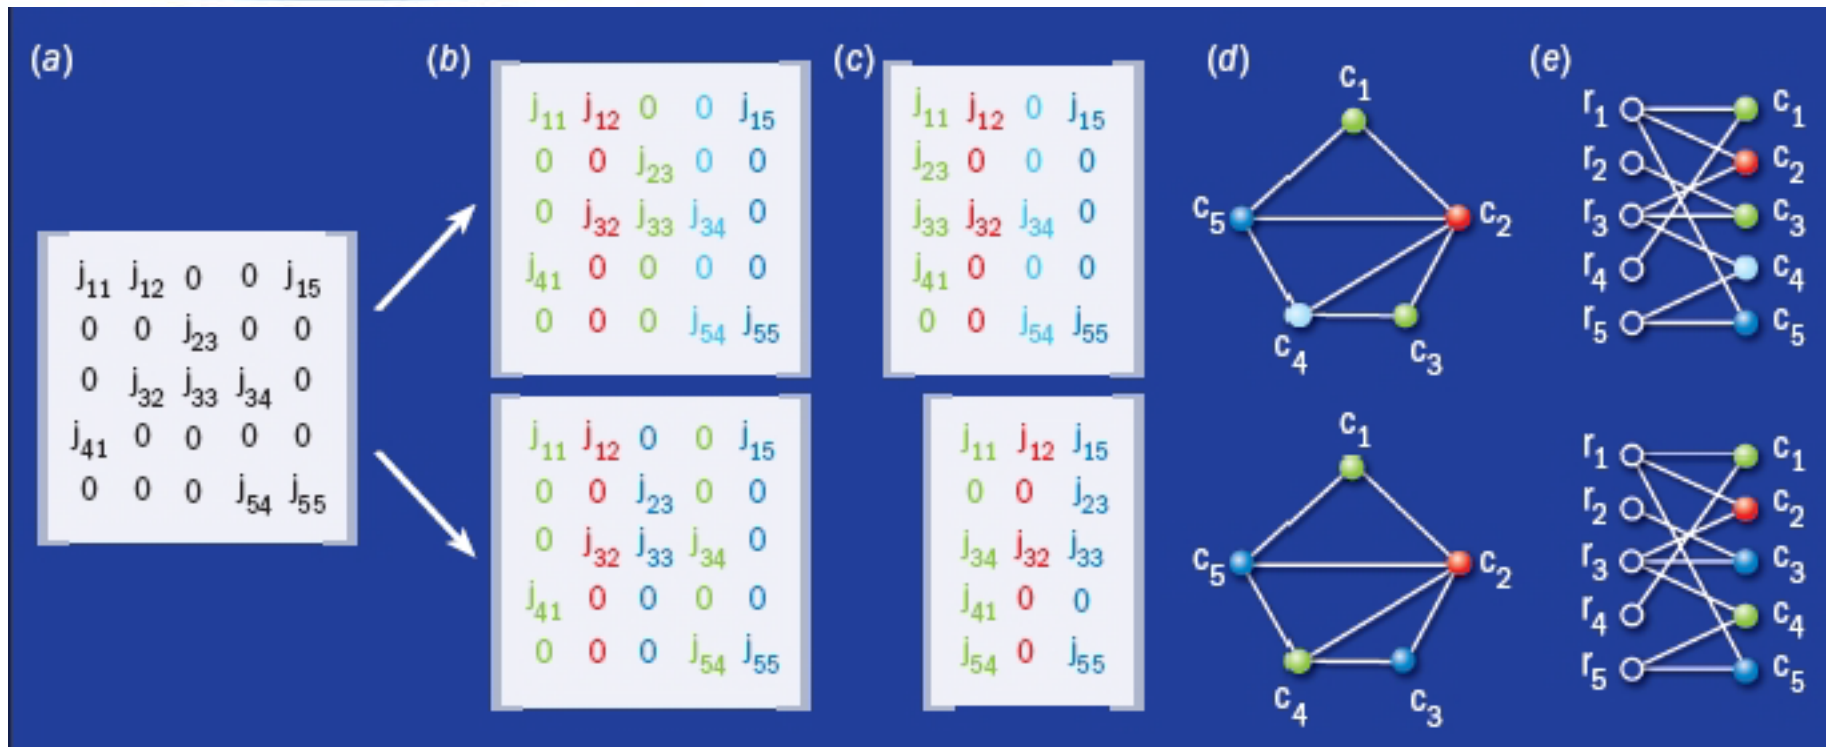 (a)
j11 j12 0 0 j15
0 0 j23 0 0
0 j32 j33 j34 0
j41 0 0 0 0
0 0 0 j54 j55
(b)
j11 j12 0 0 j15
0 0 j23 0 0
0 j32 j33 j34 0
j41 0 0 0 0
0 0 0 j54 j55
j11 j12 0 0 j15
0 0 j23 0 0
0 j32 j33 j34 0
j41 0 0 0 0
0 0 0 j54 j55
(c)
j11 j12 0 j15
j23 0 0 0
j33 j32 j34 0
j41 0 0 0
0 0 j54 j55
j11 j12 j15
0 0 j23
j34 j32 j33
j41 0 0
j54 0 j55
(d)
c1
c5 c2
c4 c3
c1
c5 c2
c4 c3
(e)
r1 c1
r2 c2
r3 c3
r4 c4
r5 c5
r1 c1
r2 c2
r3 c3
r4 c4
r5 c5